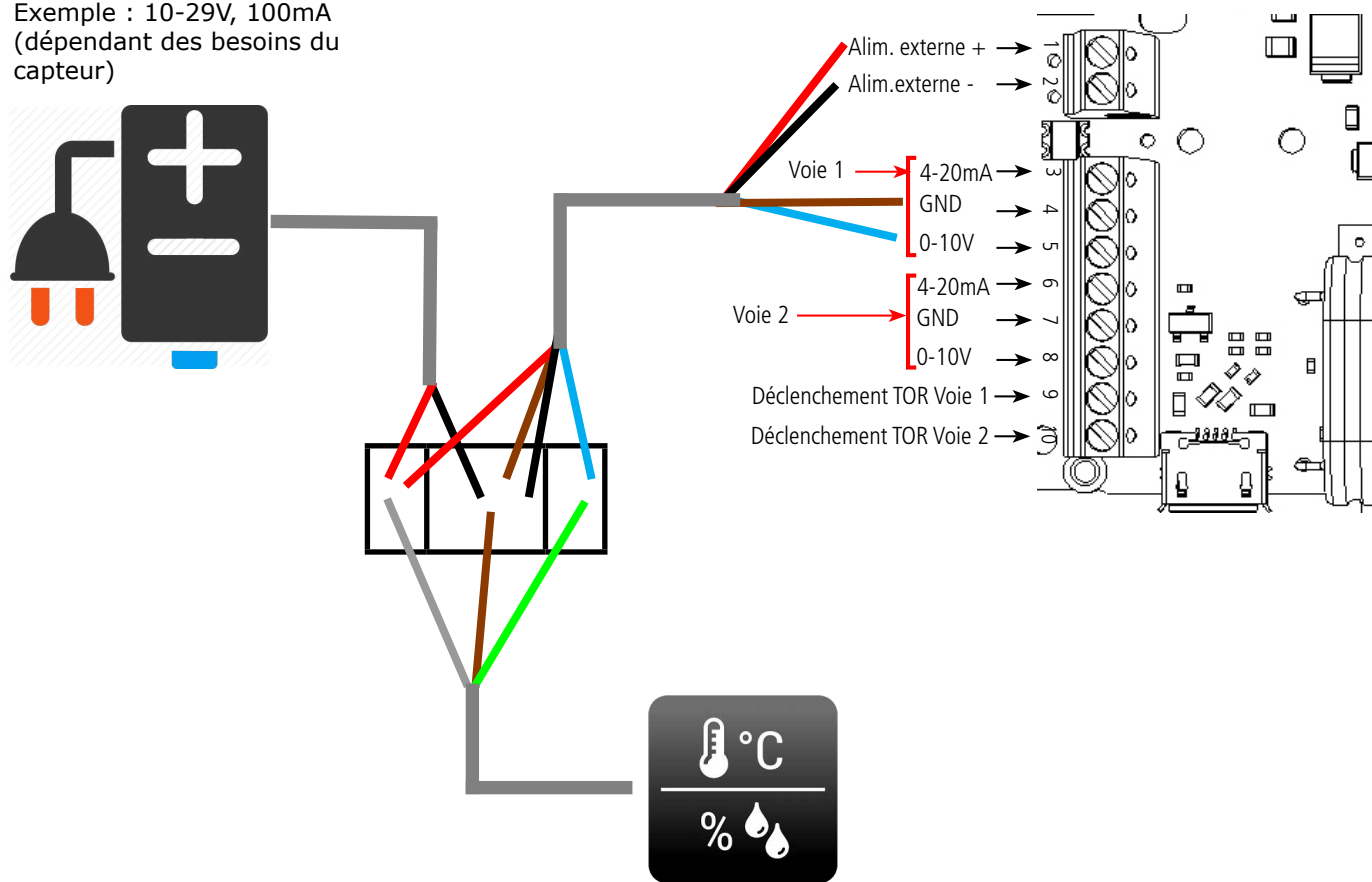 Exemple : 10-29V, 100mA
(dépendant des besoins du
capteur)
Alim. externe +
1
Alim.externe -
2
Voie 1
4-20mA
3
GND
4
0-10V
5
Voie 2
4-20mA
6
GND
7
0-10V
8
Déclenchement TOR Voie 1
9
Déclenchement TOR Voie 2
10
°C
%